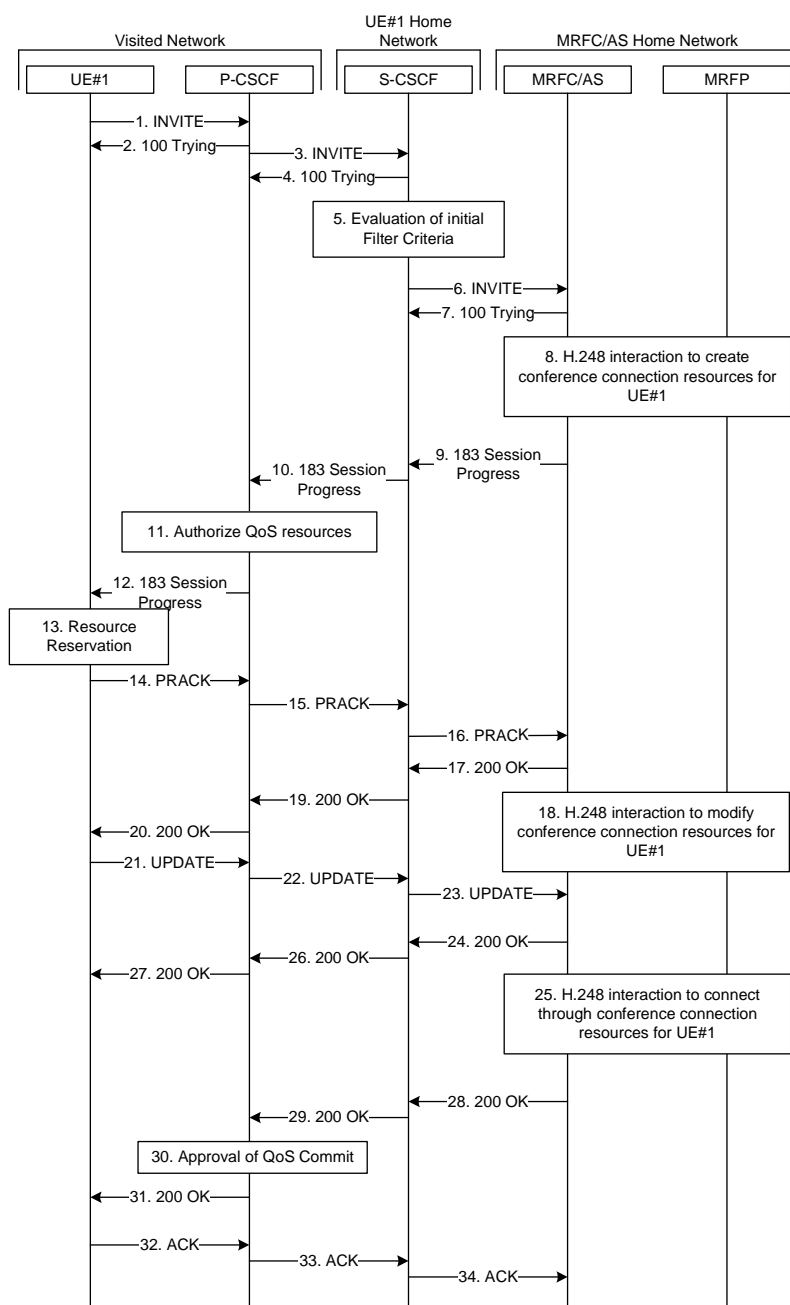 UE#1 Home
Network
Visited Network
MRFC/AS Home Network
UE#1
P-CSCF
S-CSCF
MRFC/AS
MRFP
1. INVITE
2. 100 Trying
3. INVITE
4. 100 Trying
5. Evaluation of initial
Filter Criteria
6. INVITE
7. 100 Trying
8. H.248 interaction to create
conference connection resources for
UE#1
9. 183 Session
Progress
10. 183 Session
Progress
11. Authorize QoS resources
12. 183 Session
Progress
13. Resource
Reservation
14. PRACK
15. PRACK
16. PRACK
17. 200 OK
18. H.248 interaction to modify
conference connection resources for
UE#1
19. 200 OK
20. 200 OK
21. UPDATE
22. UPDATE
23. UPDATE
24. 200 OK
25. H.248 interaction to connect
through conference connection
resources for UE#1
26. 200 OK
27. 200 OK
28. 200 OK
29. 200 OK
30. Approval of QoS Commit
31. 200 OK
32. ACK
33. ACK
34. ACK